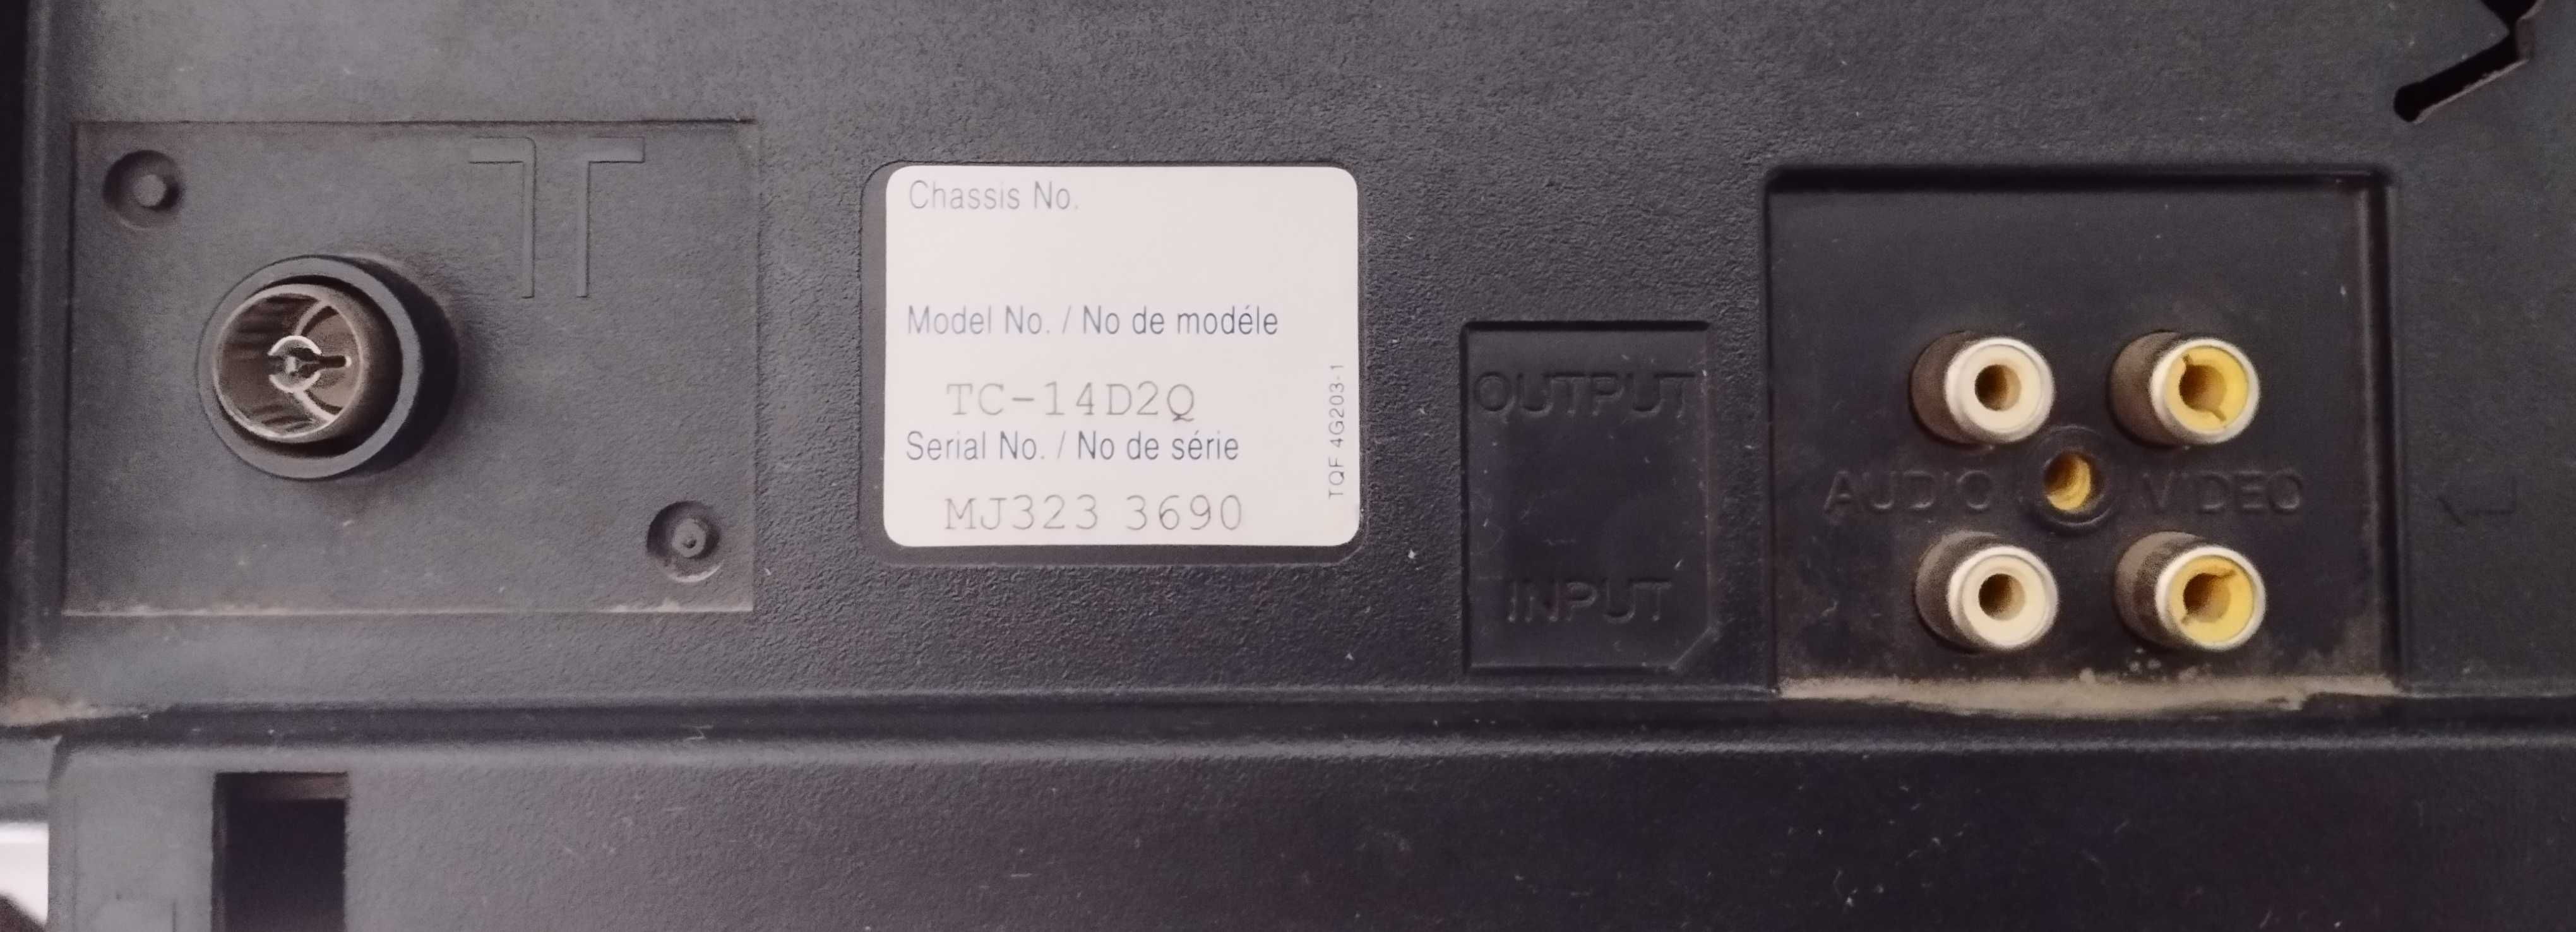 Chassis No.
Model No. / No de modéle
TC-14D2Q
Serial No. / No de série
MJ323 3690
TQF 4G203-1
OUTPUT
INPUT
AUDIO
VIDEO